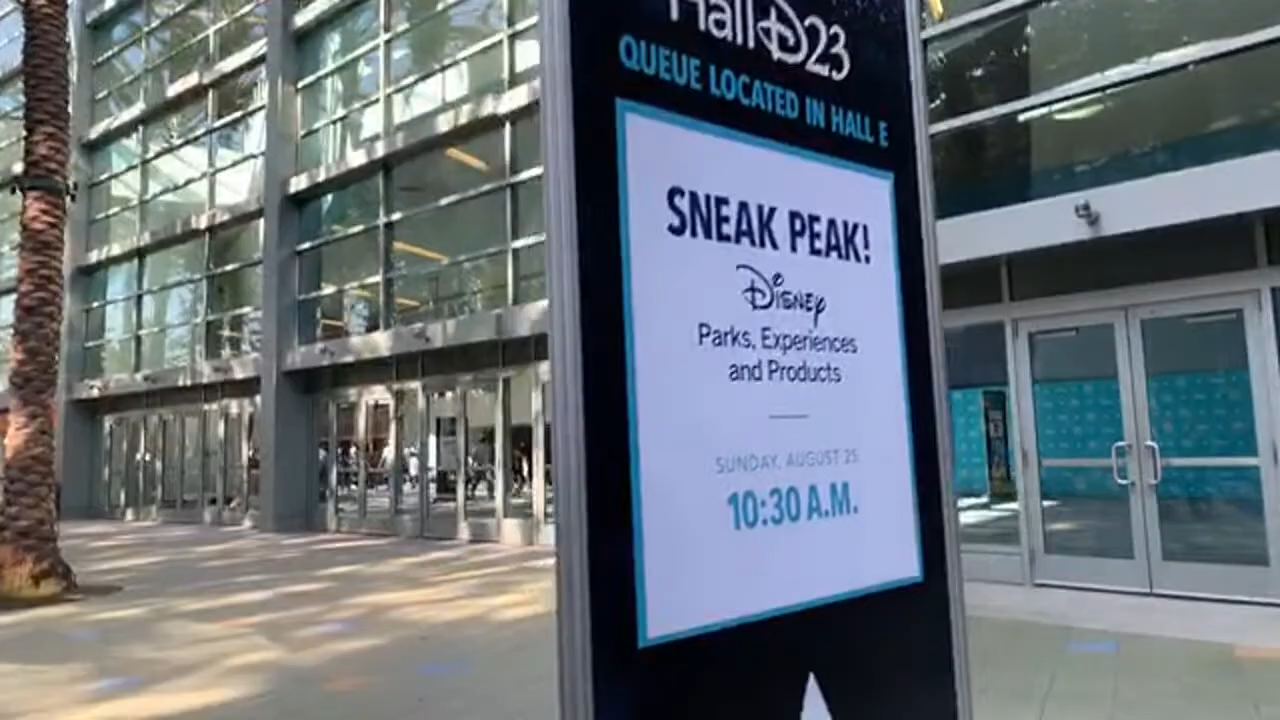 Hall D23
QUEUE LOCATED IN HALL E
SNEAK PEAK!
Disney
Parks, Experiences
and Products
SUNDAY, AUGUST 25
10:30 A.M.